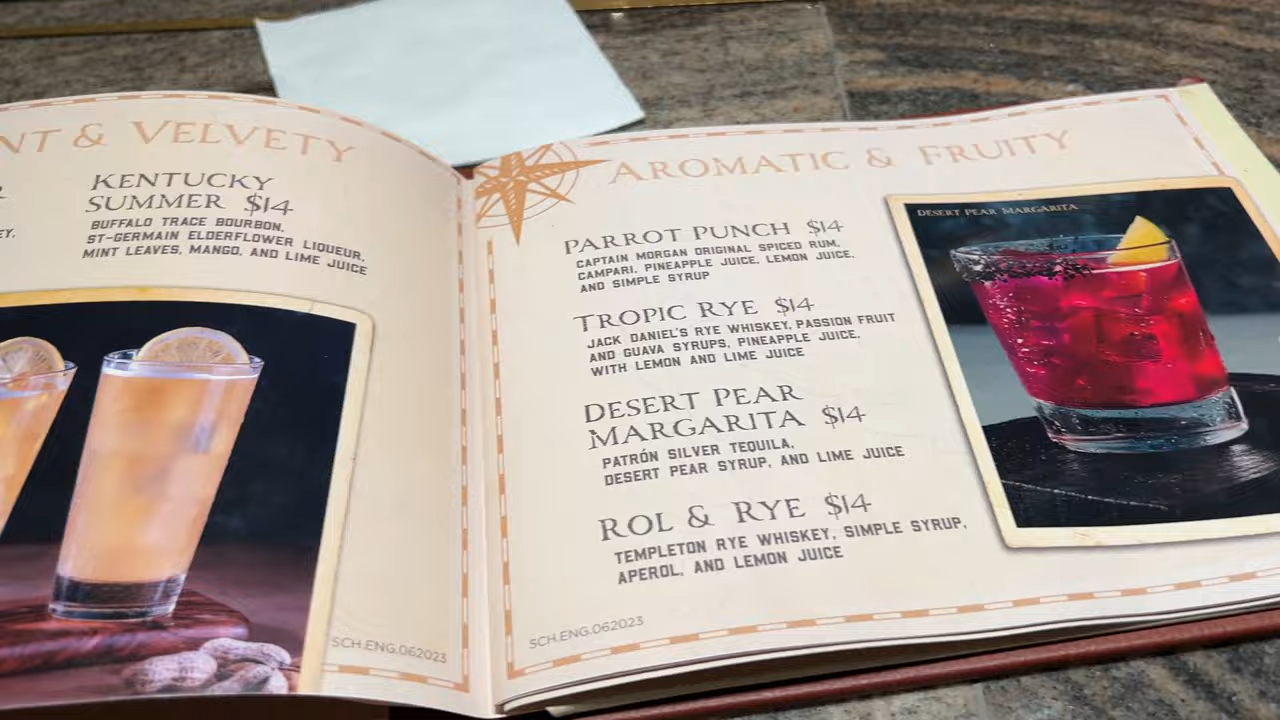 & VELVETY
KENTUCKY
SUMMER $14
BUFFALO TRACE BOURBON,
ST-GERMAIN ELDERFLOWER LIQUEUR,
MINT LEAVES, MANGO, AND LIME JUICE
SCH.ENG.062023
AROMATIC & FRUITY
PARROT PUNCH $14
CAPTAIN MORGAN ORIGINAL SPICED RUM,
CAMPARI, PINEAPPLE JUICE, LEMON JUICE,
AND SIMPLE SYRUP
TROPIC RYE $14
JACK DANIEL'S RYE WHISKEY, PASSION FRUIT
AND GUAVA SYRUPS, PINEAPPLE JUICE,
WITH LEMON AND LIME JUICE
DESERT PEAR
MARGARITA $14
PATRÓN SILVER TEQUILA,
DESERT PEAR SYRUP, AND LIME JUICE
ROL & RYE $14
TEMPLETON RYE WHISKEY, SIMPLE SYRUP,
APEROL, AND LEMON JUICE
SCH.ENG.062023
DESERT PEAR MARGARITA